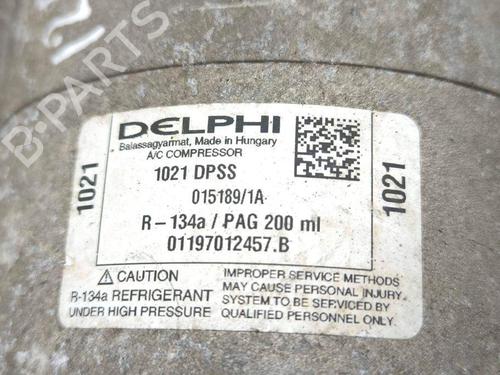 DELPHI
Balassagyarmat, Made in Hungary
A/C COMPRESSOR
1021 DPSS
015189/1A
R-134a / PAG 200 ml
01197012457.B
1021
1021
⚠ CAUTION
R-134a REFRIGERANT
UNDER HIGH PRESSURE
IMPROPER SERVICE METHODS
MAY CAUSE PERSONAL INJURY.
SYSTEM TO BE SERVICED BY
QUALIFIED PERSONNEL ONLY.
B-PARTS